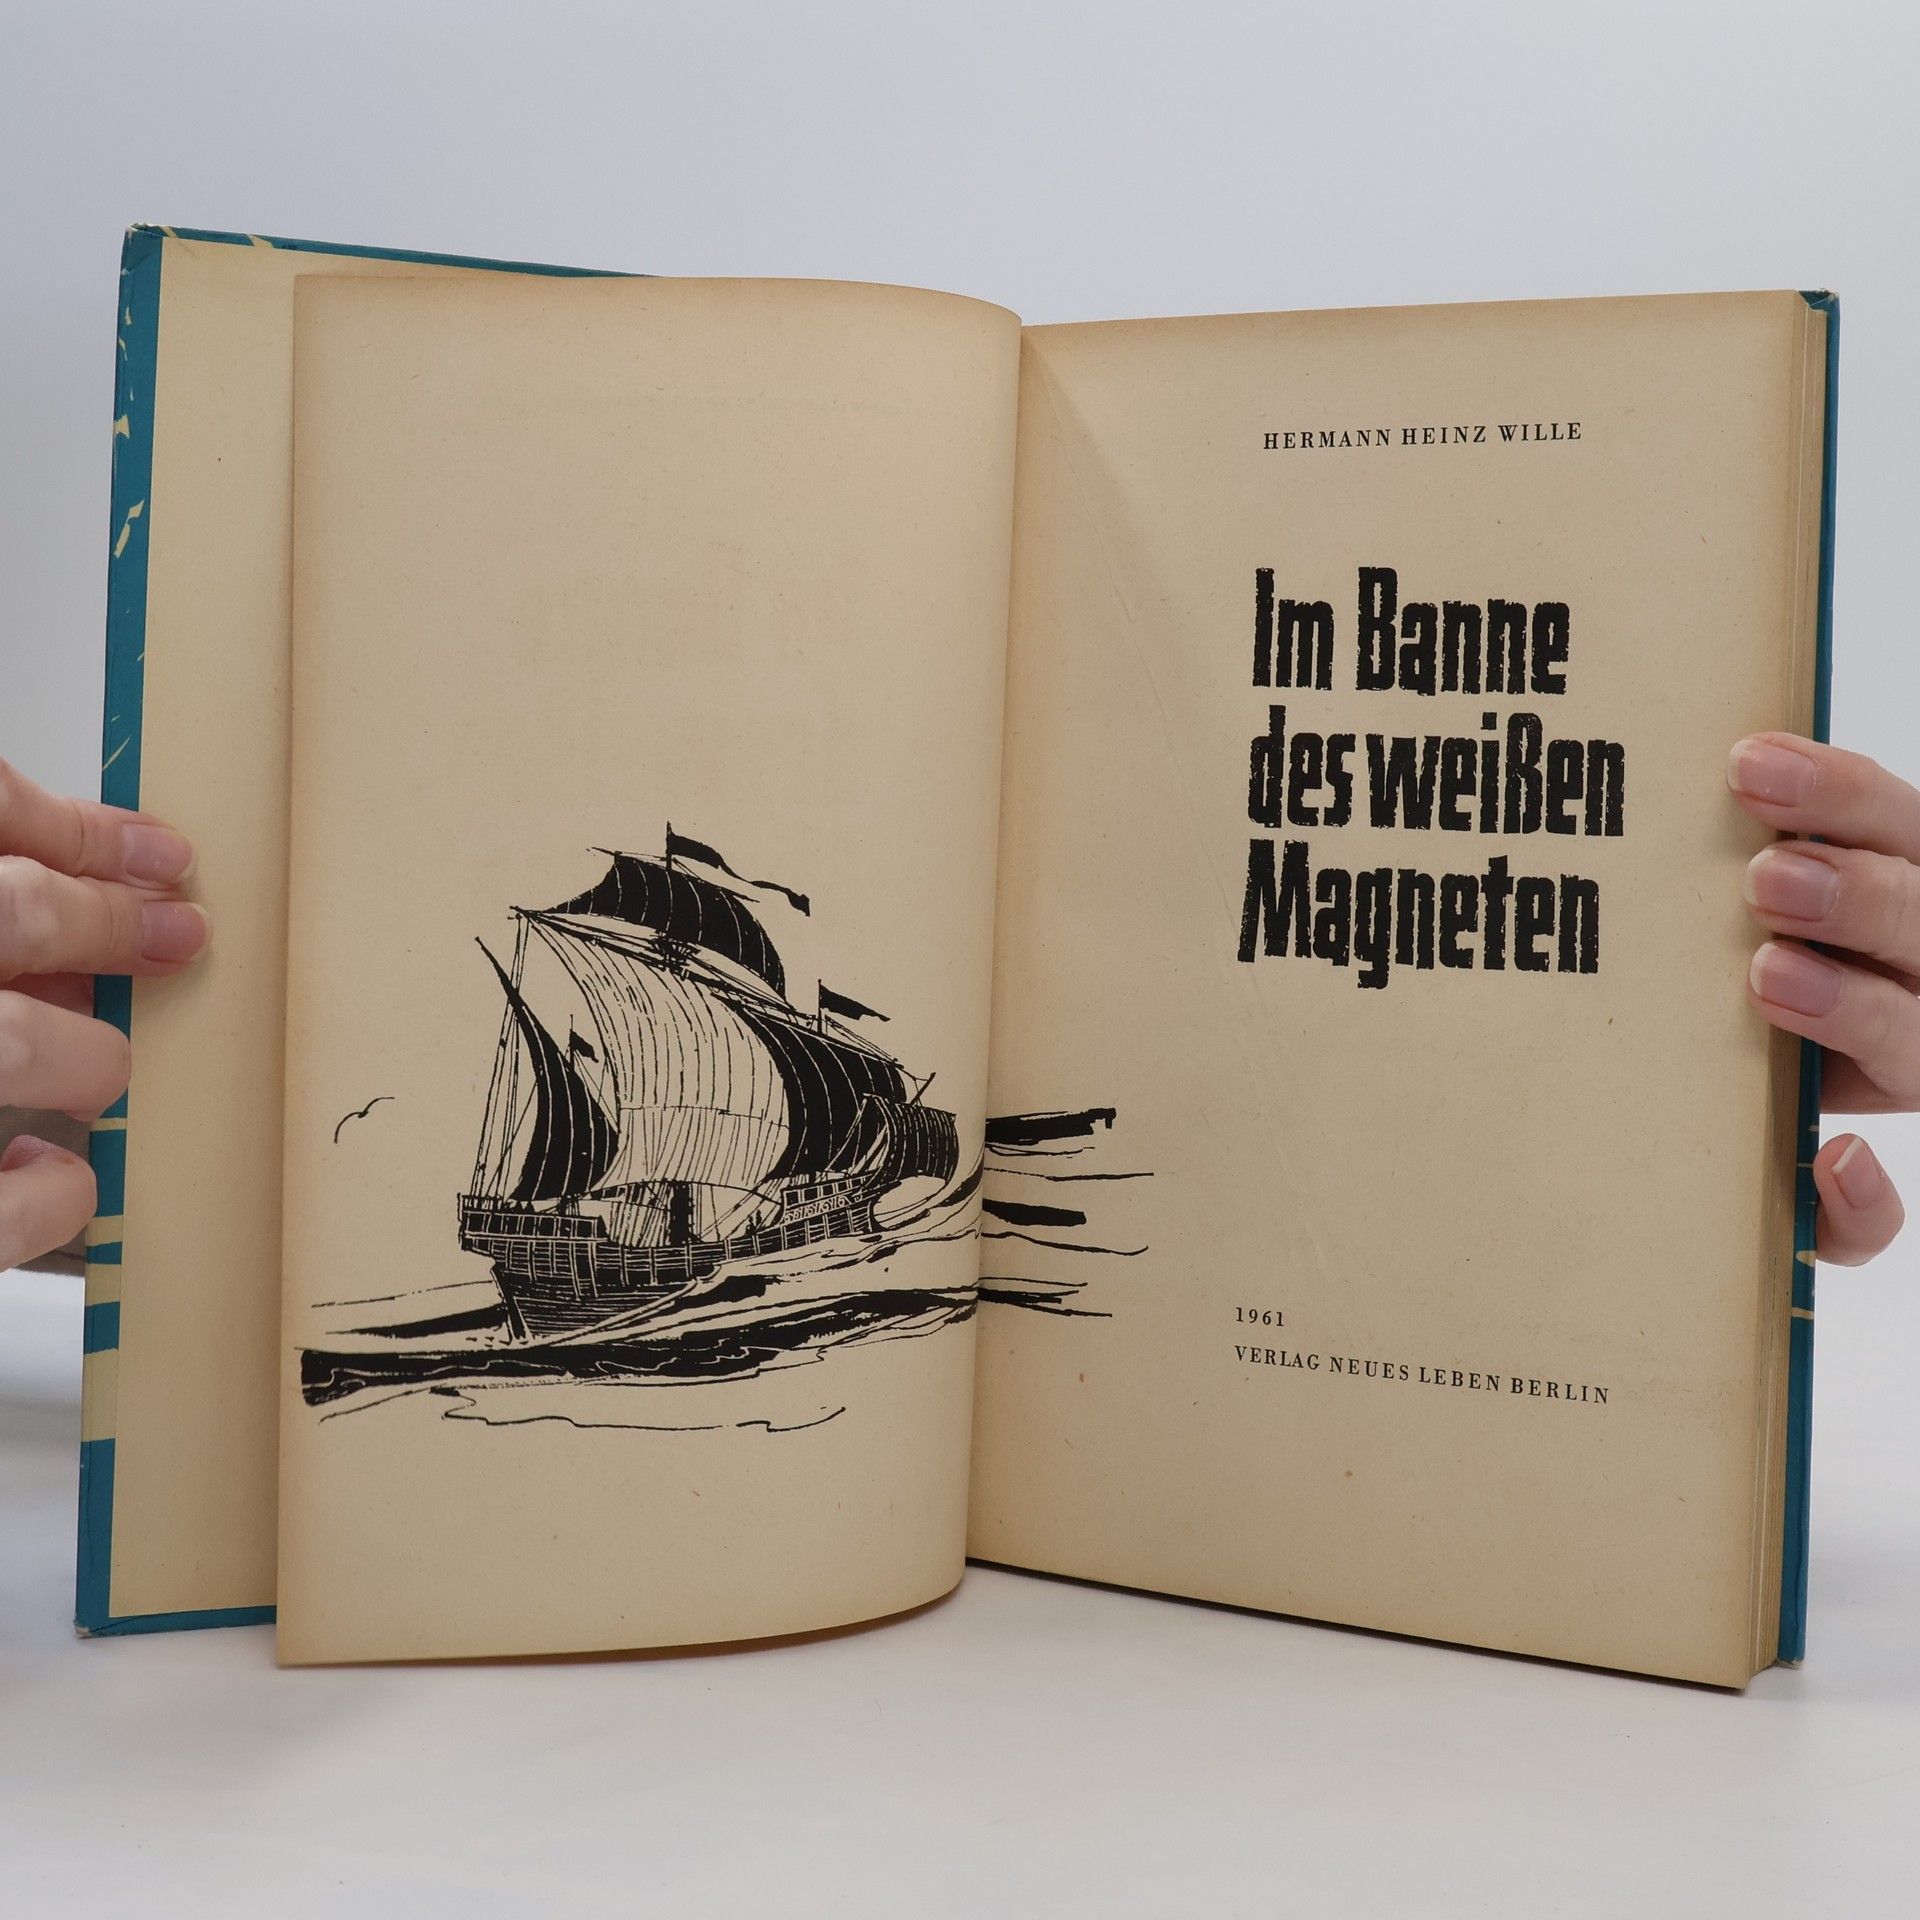 HERMANN HEINZ WILLE
Im Banne
des weißen
Magneten
1961
VERLAG NEUES LEBEN BERLIN